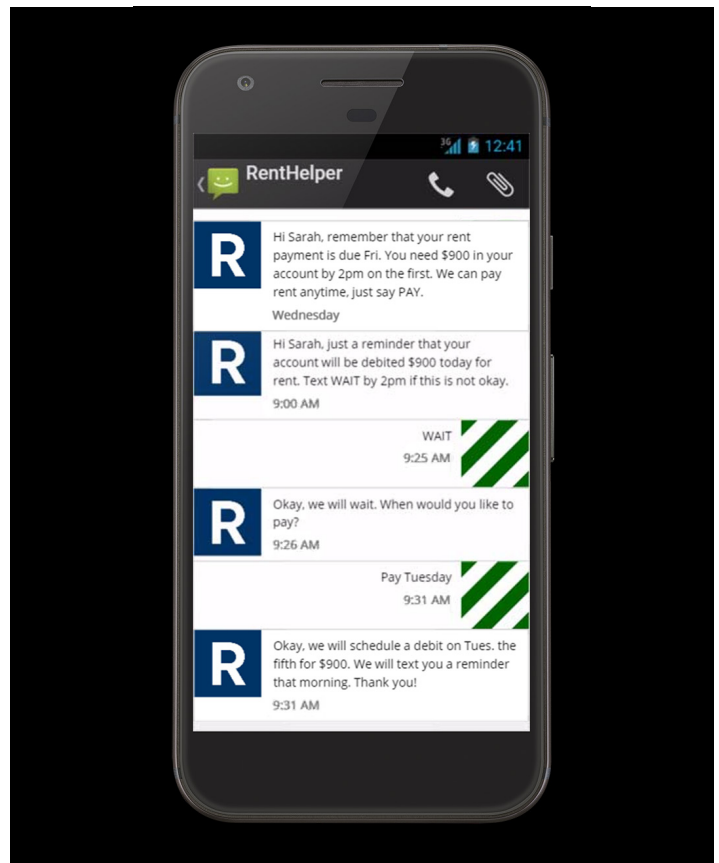 3G
12:41
RentHelper
R
Hi Sarah, remember that your rent
payment is due Fri. You need $900 in your
account by 2pm on the first. We can pay
rent anytime, just say PAY.
Wednesday
R
Hi Sarah, just a reminder that your
account will be debited $900 today for
rent. Text WAIT by 2pm if this is not okay.
9:00 AM
WAIT
9:25 AM
R
Okay, we will wait. When would you like to
pay?
9:26 AM
Pay Tuesday
9:31 AM
R
Okay, we will schedule a debit on Tues. the
fifth for $900. We will text you a reminder
that morning. Thank you!
9:31 AM